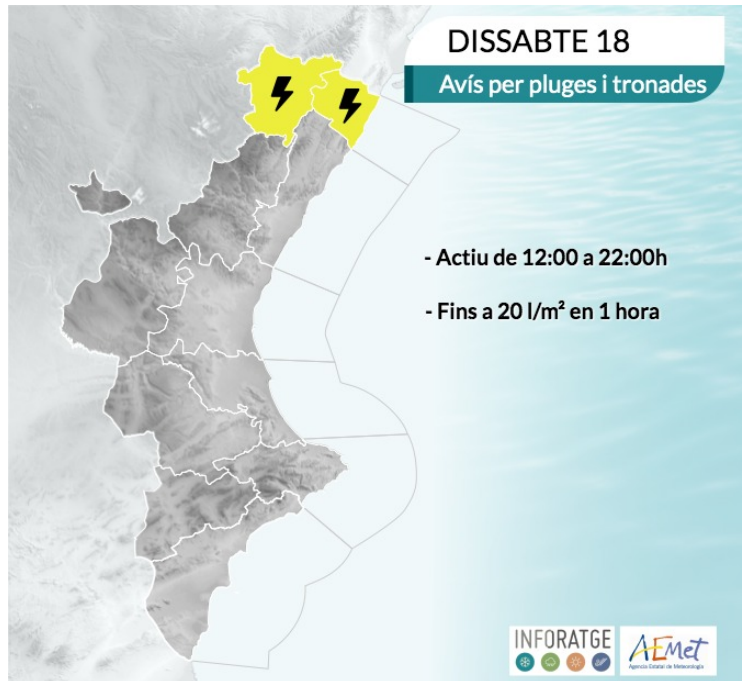 DISSABTE 18
Avís per pluges i tronades
- Actiu de 12:00 a 22:00h
- Fins a 20 l/m² en 1 hora
INFORATGE
AEMet
Agencia Estatal de Meteorología